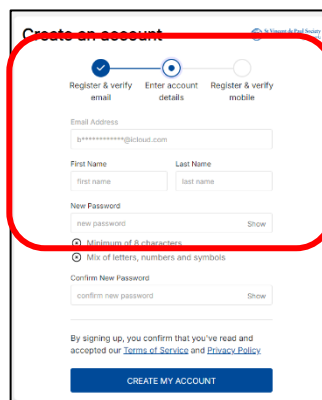 Create an account
St Vincent de Paul Society
Register & verify email
Enter account details
Register & verify mobile
Email Address
b************@icloud.com
First Name
Last Name
first name
last name
New Password
new password
Show
Minimum of 8 characters
Mix of letters, numbers and symbols
Confirm New Password
confirm new password
Show
By signing up, you confirm that you've read and
accepted our Terms of Service and Privacy Policy
CREATE MY ACCOUNT